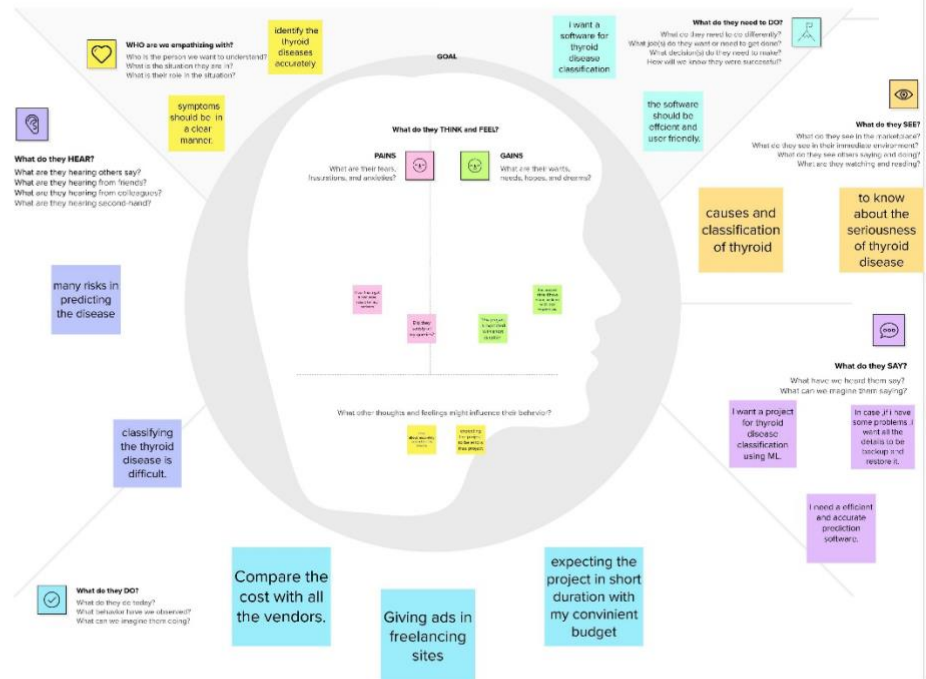 WHO are we empathizing with?
Who is the person we want to understand?
What is the situation they are in?
What is their role in the situation?
identify the
thyroid
diseases
accurately
symptoms
should be in
a clear
manner.
GOAL
I want a
software for
thyroid
disease
classification
the software
should be
effcient and
user friendly.
What do they need to DO?
What do they need to do differently?
What job(s) do they want or need to get done?
What decision(s) do they need to make?
How will we know they were successful?
What do they SEE?
What do they see in the marketplace?
What do they see in their immediate environment?
What do they see others saying and doing?
What are they watching and reading?
causes and
classification
of thyroid
to know
about the
seriousness
of thyroid
disease
What do they HEAR?
What are they hearing others say?
What are they hearing from friends?
What are they hearing from colleagues?
What are they hearing second-hand?
many risks in
predicting
the disease
classifying
the thyroid
disease is
difficult.
What do they THINK and FEEL?
PAINS
What are their fears,
frustrations, and anxieties?
GAINS
What are their wants,
needs, hopes, and dreams?
What other thoughts and feelings might influence their behavior?
What do they SAY?
What have we heard them say?
What can we imagine them saying?
I want a project
for thyroid
disease
classification
using ML.
In case ,if i have
some problems .I
want all the
details to be
backup and
restore it.
I need a efficient
and accurate
prediction
software.
What do they DO?
What do they do today?
What behavior have we observed?
What can we imagine them doing?
Compare the
cost with all
the vendors.
Giving ads in
freelancing
sites
expecting the
project in short
duration with
my convinient
budget